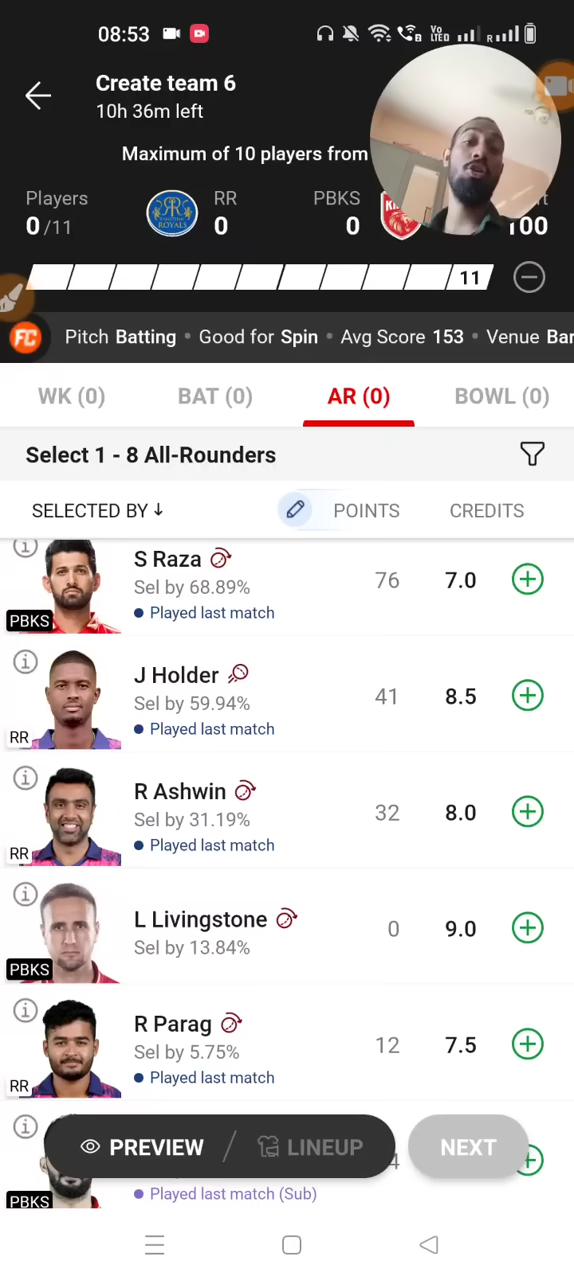 08:53
VO
LTED
R
Create team 6
10h 36m left
Maximum of 10 players from
Players
0/11
ROYALS
RR
0
PBKS
0
100
11
FC Pitch Batting • Good for Spin • Avg Score 153 • Venue Bar
WK (0) BAT (0) AR (0) BOWL (0)
Select 1 - 8 All-Rounders
SELECTED BY ↓ POINTS CREDITS
S Raza
Sel by 68.89% 76 7.0
Played last match
PBKS
J Holder
Sel by 59.94% 41 8.5
Played last match
RR
R Ashwin
Sel by 31.19% 32 8.0
Played last match
RR
L Livingstone
Sel by 13.84% 0 9.0
PBKS
R Parag
Sel by 5.75% 12 7.5
Played last match
RR
PREVIEW / LINEUP NEXT
4
Played last match (Sub)
PBKS